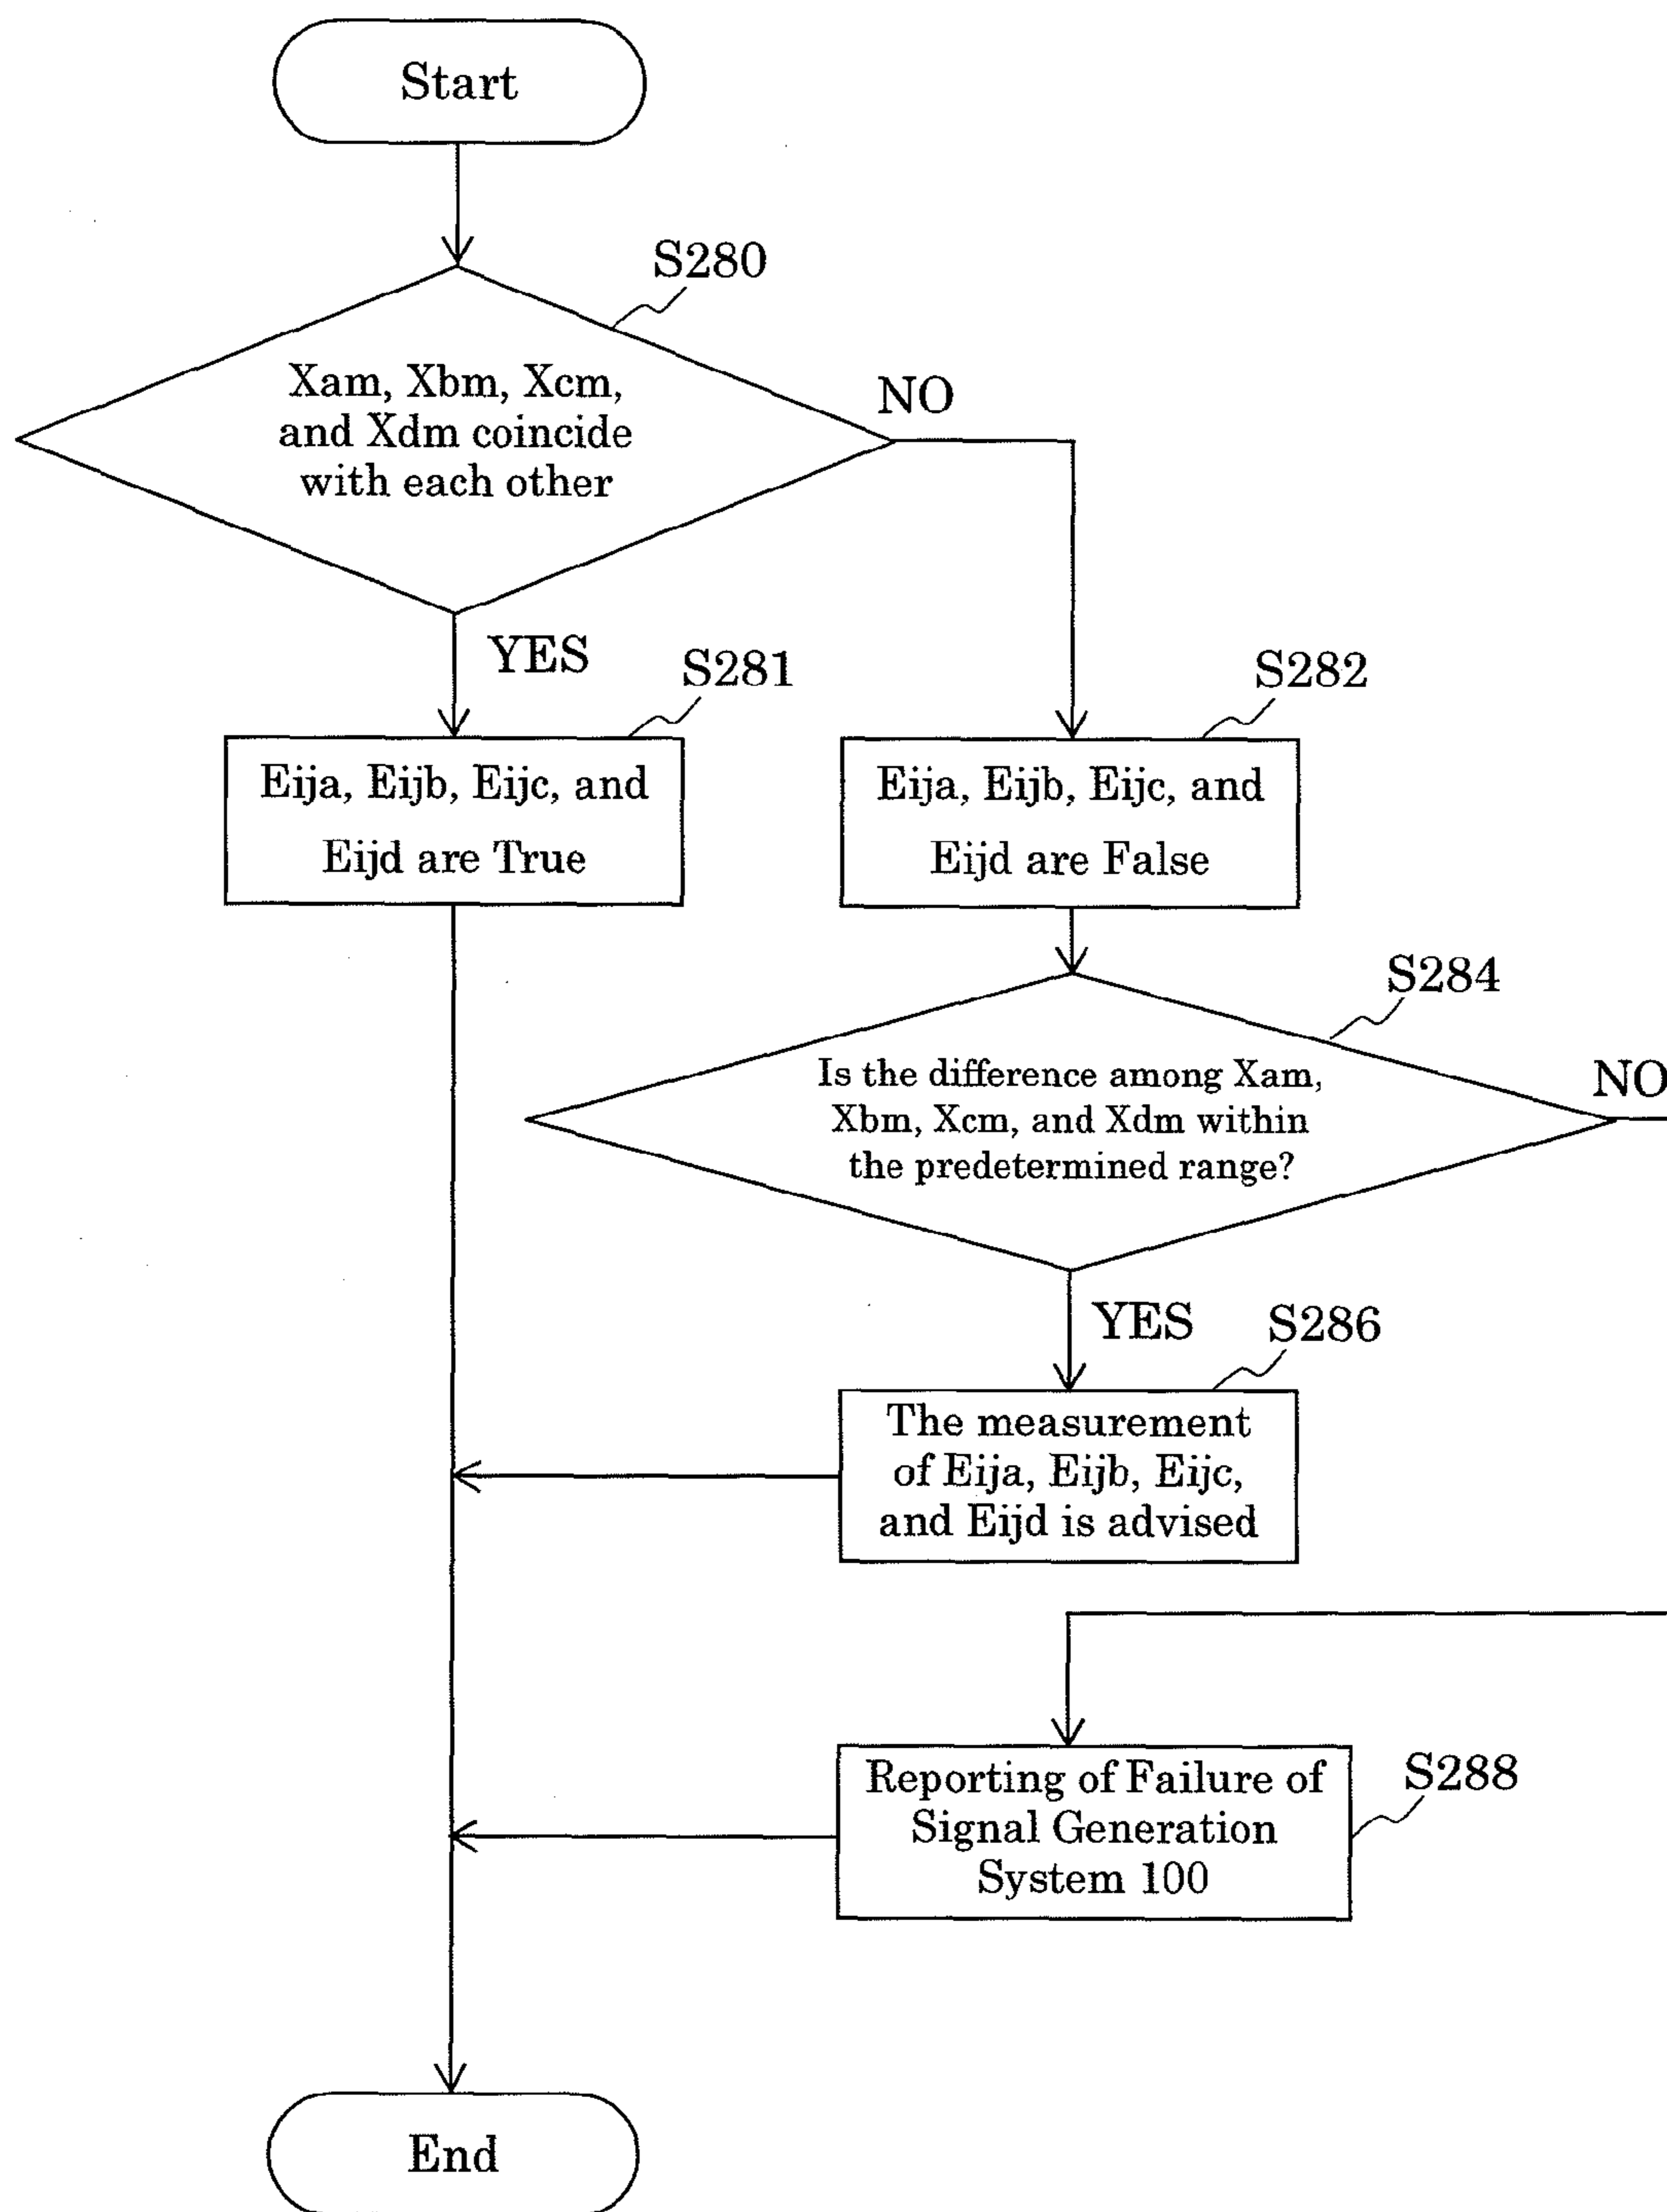 Start
S280
Xam, Xbm, Xcm,
and Xdm coincide
with each other
NO
YES
S281
S282
Eija, Eijb, Eijc, and
Eijd are True
Eija, Eijb, Eijc, and
Eijd are False
S284
Is the difference among Xam,
Xbm, Xcm, and Xdm within
the predetermined range?
NO
YES
S286
The measurement
of Eija, Eijb, Eijc,
and Eijd is advised
Reporting of Failure of
Signal Generation
System 100
S288
End